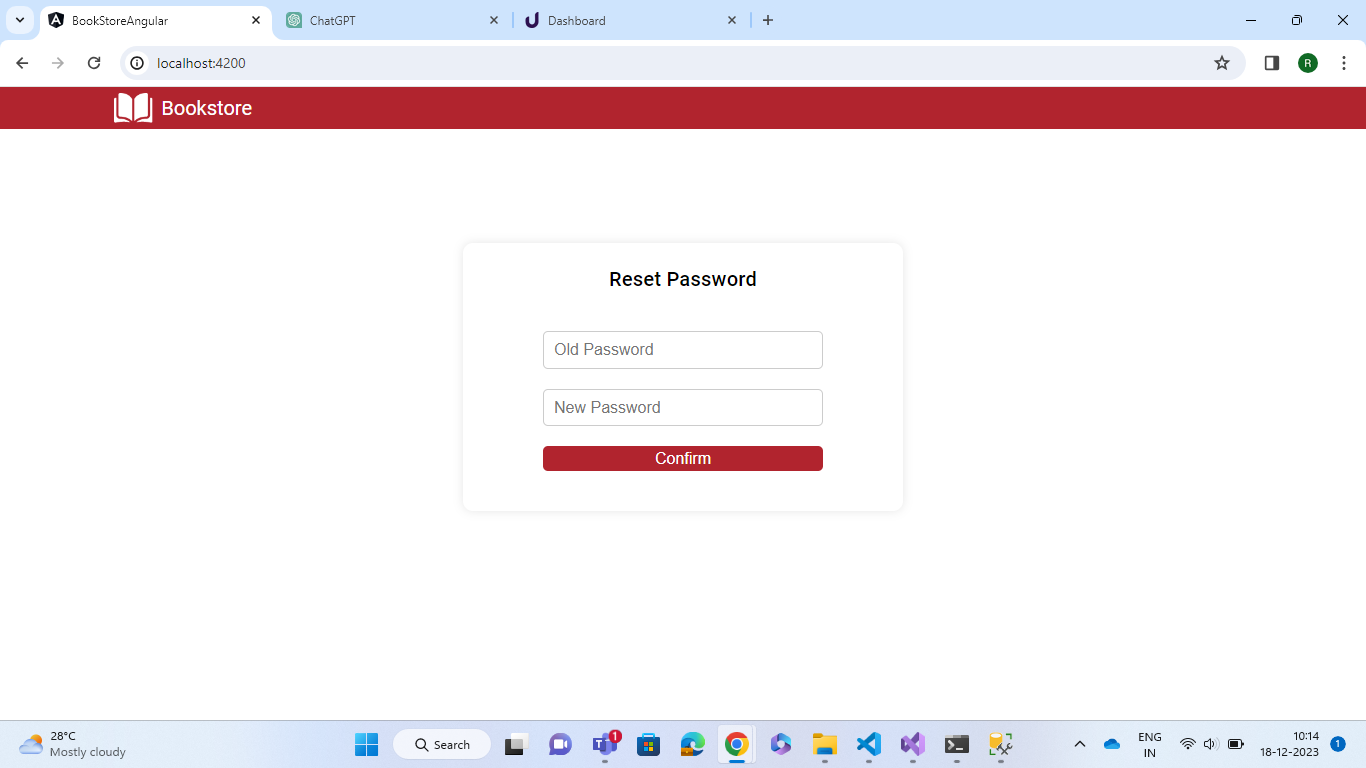 BookStoreAngular
ChatGPT
Dashboard
localhost:4200
R
Bookstore
Reset Password
Old Password
New Password
Confirm
28°C
Mostly cloudy
Search
1
ENG
IN
10:14
18-12-2023
1